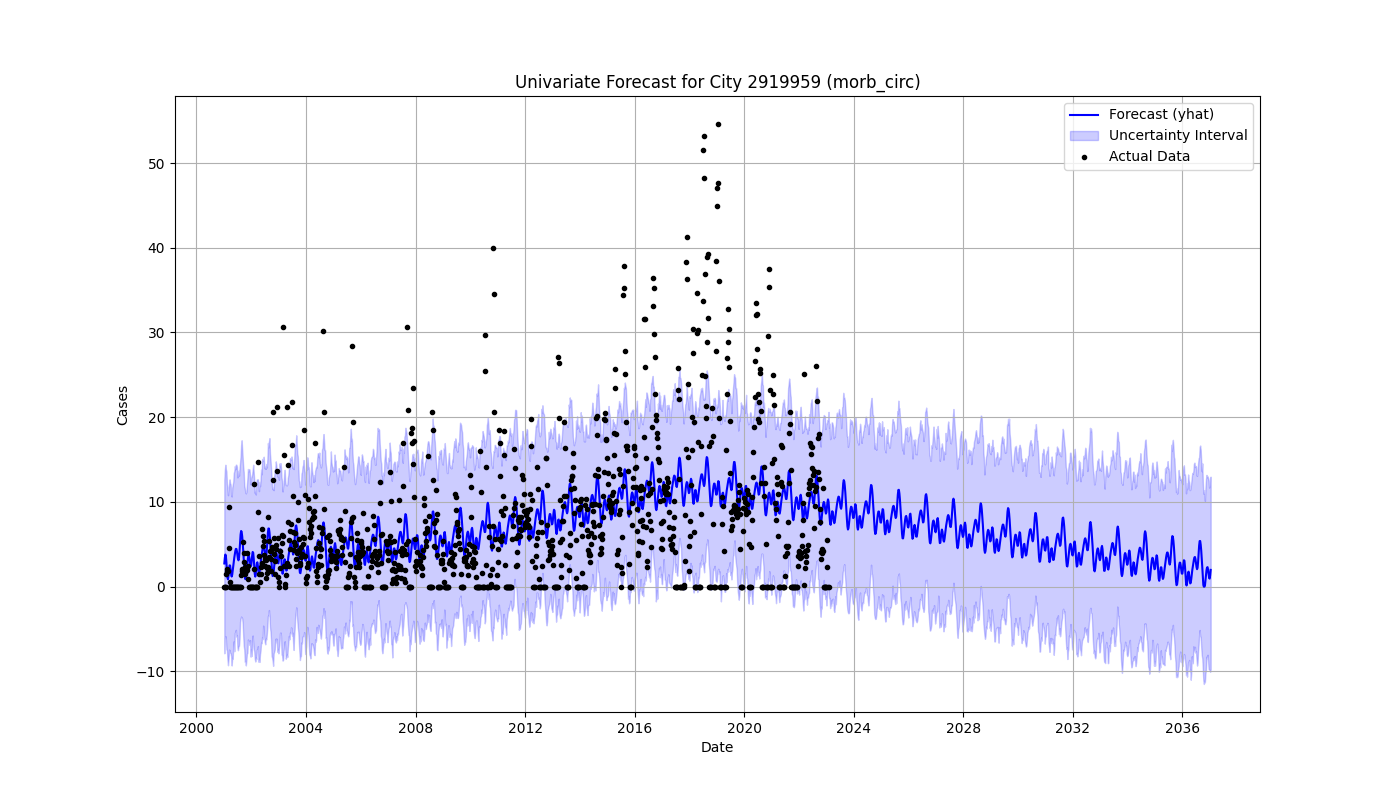 Univariate Forecast for City 2919959 (morb_circ)
Forecast (yhat)
Uncertainty Interval
Actual Data
Cases
50
40
30
20
10
0
−10
2000 2004 2008 2012 2016 2020 2024 2028 2032 2036
Date